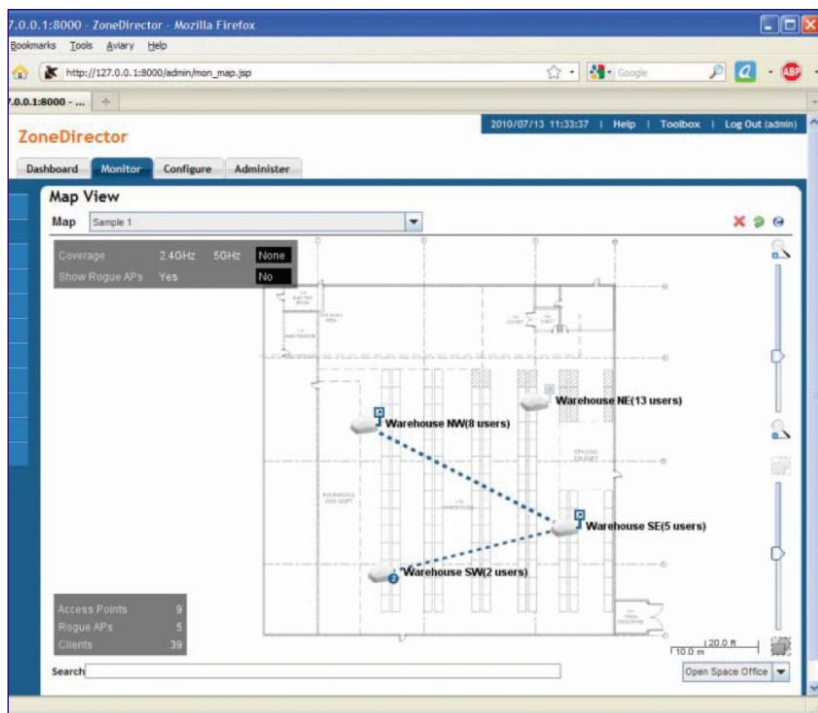 7.0.0.1:8000 - ZoneDirector - Mozilla Firefox
Bookmarks Tools Aviary Help
http://127.0.0.1:8000/admin/mon_map.jsp
Google
ABP
7.0.0.1:8000 - ...
2010/07/13 11:33:37 | Help | Toolbox | Log Out (admin)
ZoneDirector
Dashboard Monitor Configure Administer
Map View
Map Sample 1
Coverage 2.4GHz 5GHz None
Show Rogue APs Yes No
Warehouse NE(13 users)
Warehouse NW(8 users)
Warehouse SE(5 users)
Warehouse SW(2 users)
2
Access Points 9
Rogue APs 5
Clients 39
20.0 ft
10.0 m
Search
Open Space Office